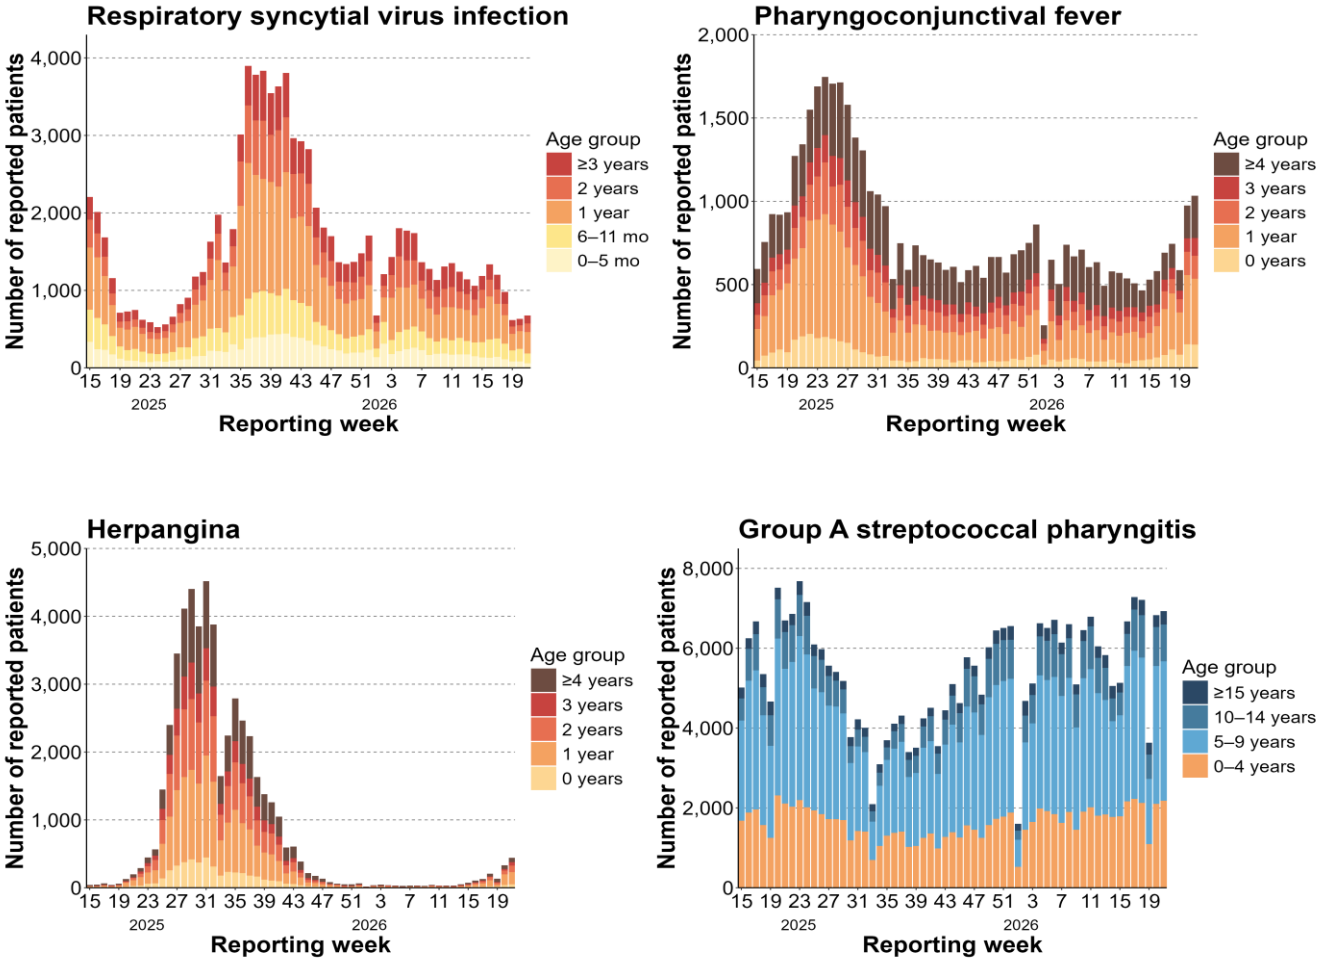 Respiratory syncytial virus infection
Number of reported patients
4,000
3,000
2,000
1,000
0
15 19 23 27 31 35 39 43 47 51 3 7 11 15 19
2025 2026
Reporting week
Age group
≥3 years
2 years
1 year
6–11 mo
0–5 mo
Pharyngoconjunctival fever
Number of reported patients
2,000
1,500
1,000
500
0
15 19 23 27 31 35 39 43 47 51 3 7 11 15 19
2025 2026
Reporting week
Age group
≥4 years
3 years
2 years
1 year
0 years
Herpangina
Number of reported patients
5,000
4,000
3,000
2,000
1,000
0
15 19 23 27 31 35 39 43 47 51 3 7 11 15 19
2025 2026
Reporting week
Age group
≥4 years
3 years
2 years
1 year
0 years
Group A streptococcal pharyngitis
Number of reported patients
8,000
6,000
4,000
2,000
0
15 19 23 27 31 35 39 43 47 51 3 7 11 15 19
2025 2026
Reporting week
Age group
≥15 years
10–14 years
5–9 years
0–4 years